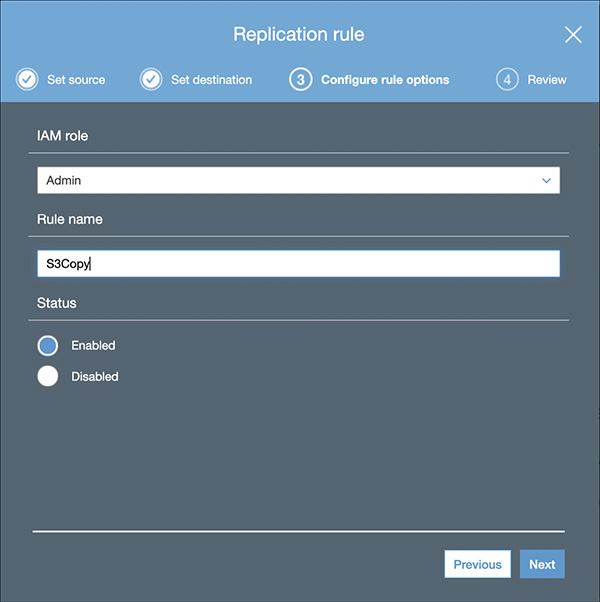 Replication rule
Set source
Set destination
3 Configure rule options
4 Review
IAM role
Admin
Rule name
S3Copy
Status
Enabled
Disabled
Previous
Next